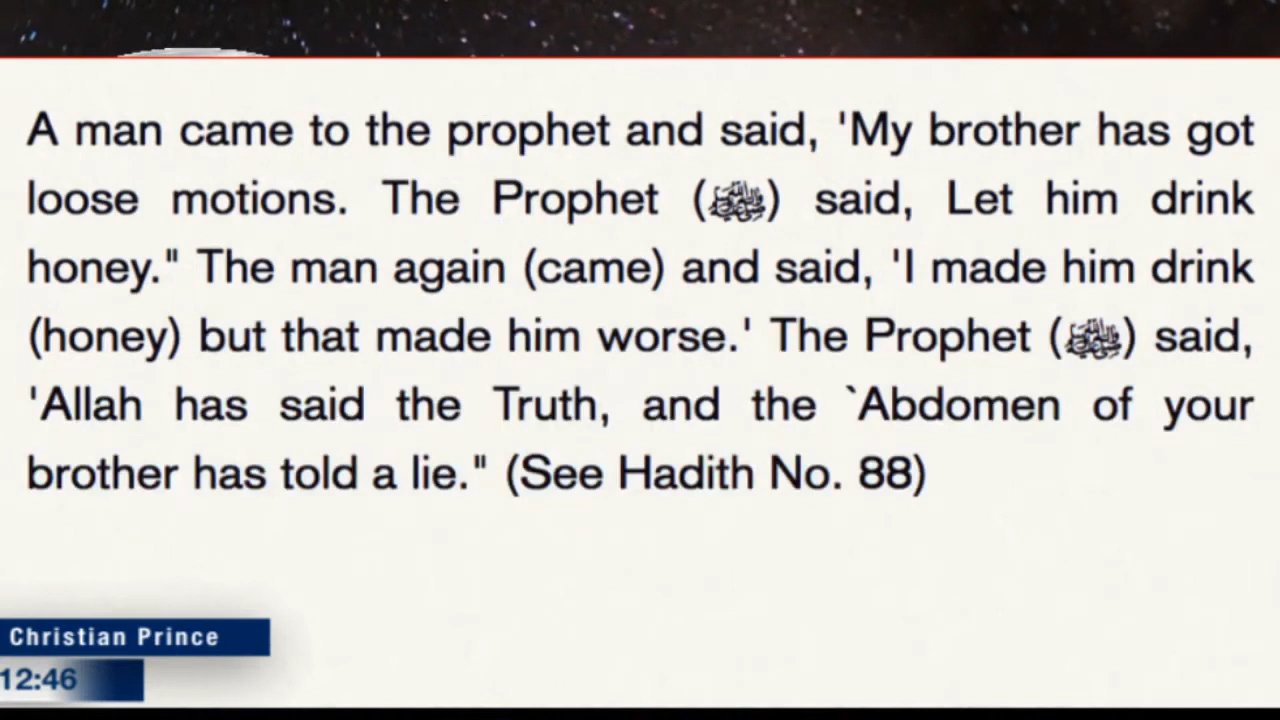 A man came to the prophet and said, 'My brother has got
loose motions. The Prophet (ﷺ) said, Let him drink
honey." The man again (came) and said, 'I made him drink
(honey) but that made him worse.' The Prophet (ﷺ) said,
'Allah has said the Truth, and the `Abdomen of your
brother has told a lie." (See Hadith No. 88)
Christian Prince
12:46